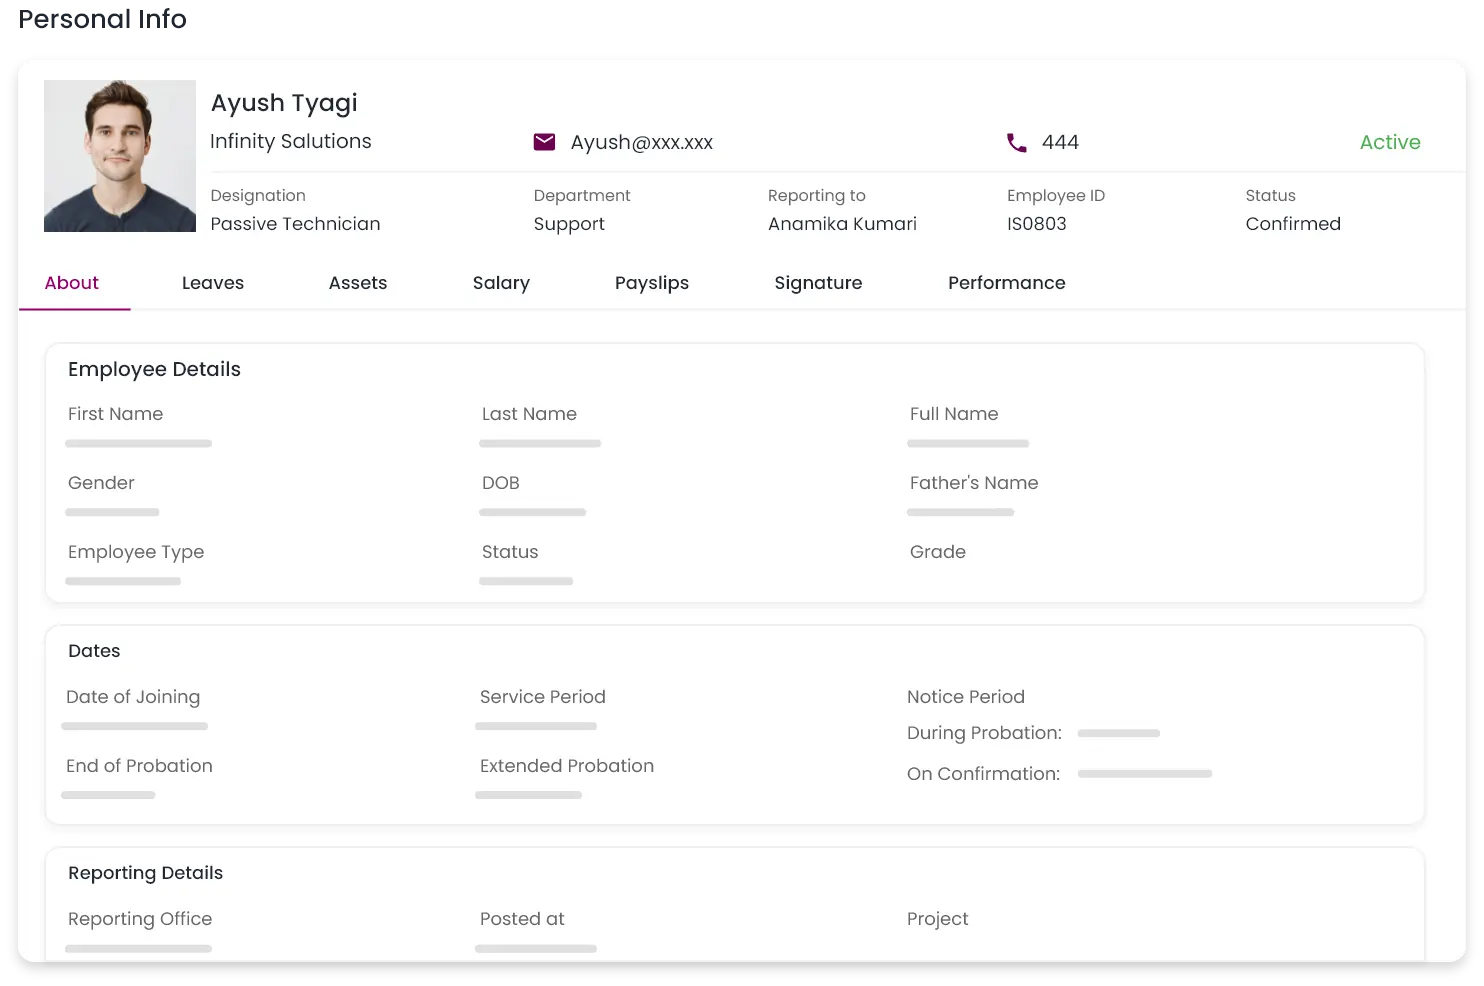 Personal Info
Ayush Tyagi
Infinity Salutions
Ayush@xxx.xxx
444
Active
Designation
Department
Reporting to
Employee ID
Status
Passive Technician
Support
Anamika Kumari
IS0803
Confirmed
About
Leaves
Assets
Salary
Payslips
Signature
Performance
Employee Details
First Name
Last Name
Full Name
Gender
DOB
Father's Name
Employee Type
Status
Grade
Dates
Date of Joining
Service Period
Notice Period
During Probation:
End of Probation
Extended Probation
On Confirmation:
Reporting Details
Reporting Office
Posted at
Project